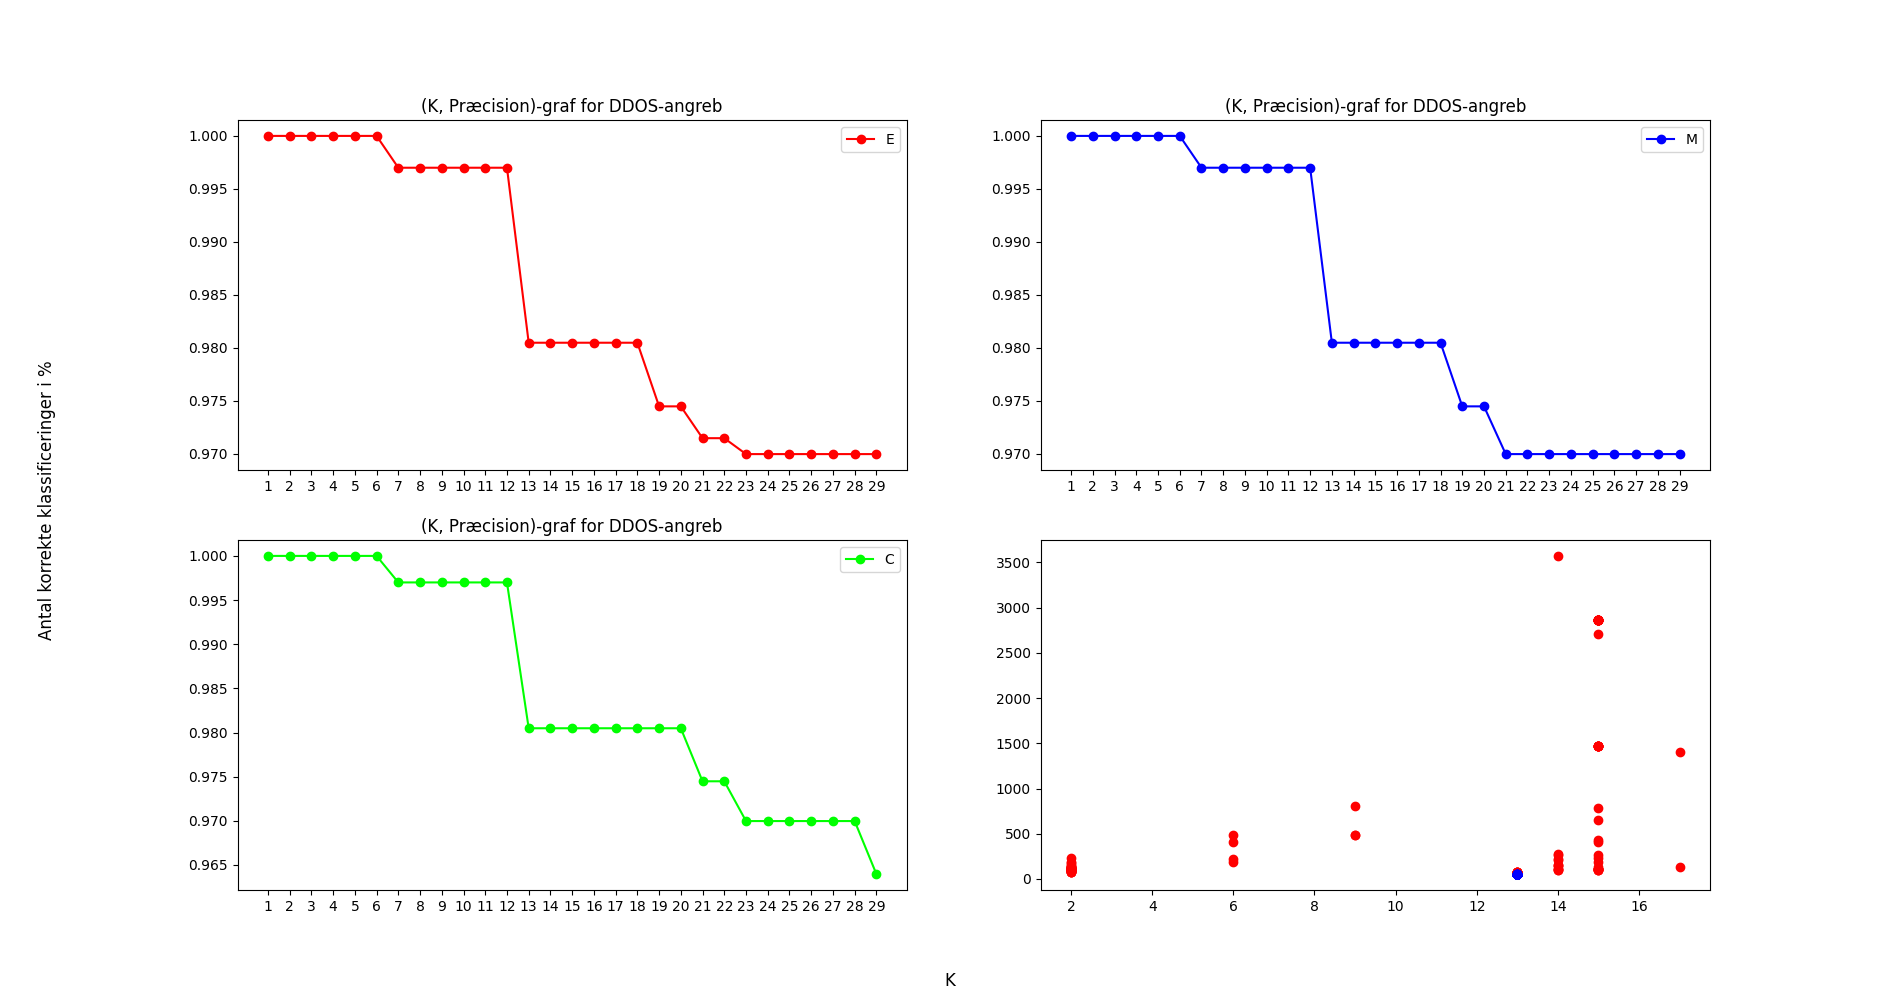 (K, Præcision)-graf for DDOS-angreb
E
1.000
0.995
0.990
0.985
0.980
0.975
0.970
1 2 3 4 5 6 7 8 9 10 11 12 13 14 15 16 17 18 19 20 21 22 23 24 25 26 27 28 29
(K, Præcision)-graf for DDOS-angreb
M
1.000
0.995
0.990
0.985
0.980
0.975
0.970
1 2 3 4 5 6 7 8 9 10 11 12 13 14 15 16 17 18 19 20 21 22 23 24 25 26 27 28 29
Antal korrekte klassificeringer i %
(K, Præcision)-graf for DDOS-angreb
C
1.000
0.995
0.990
0.985
0.980
0.975
0.970
0.965
1 2 3 4 5 6 7 8 9 10 11 12 13 14 15 16 17 18 19 20 21 22 23 24 25 26 27 28 29
3500
3000
2500
2000
1500
1000
500
0
2 4 6 8 10 12 14 16
K